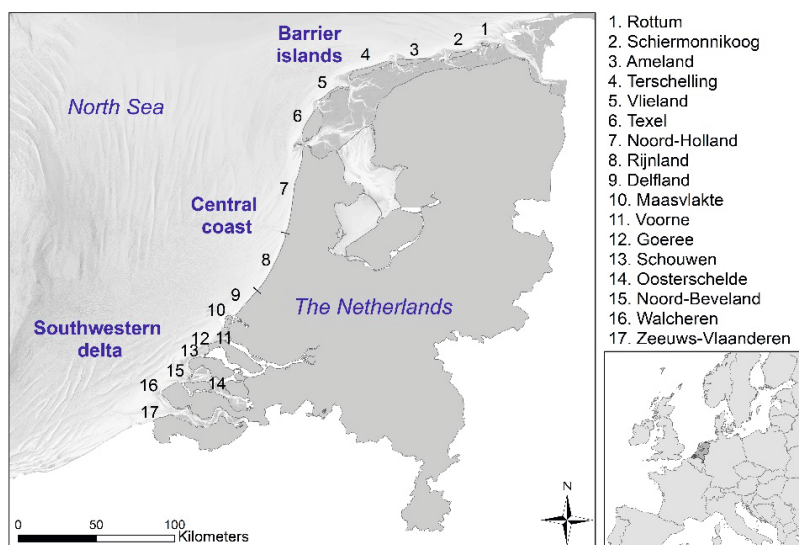 Barrier
islands
1
2
3
4
5
6
North Sea
7
Central
coast
8
9
The Netherlands
10
Southwestern
delta
12
11
13
15
14
16
17
0
50
100
Kilometers
N
1. Rottum
2. Schiermonnikoog
3. Ameland
4. Terschelling
5. Vlieland
6. Texel
7. Noord-Holland
8. Rijnland
9. Delfland
10. Maasvlakte
11. Voorne
12. Goeree
13. Schouwen
14. Oosterschelde
15. Noord-Beveland
16. Walcheren
17. Zeeuws-Vlaanderen